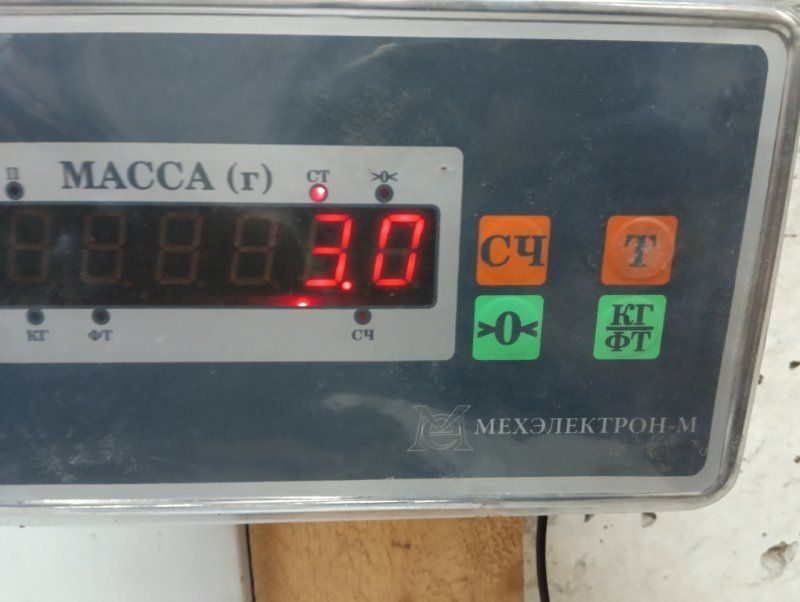 П МАССА (г) СТ >0<
3.0
СЧ Т
КГ ФТ СЧ
>0< КГ
ФТ
МЕХЭЛЕКТРОН-М